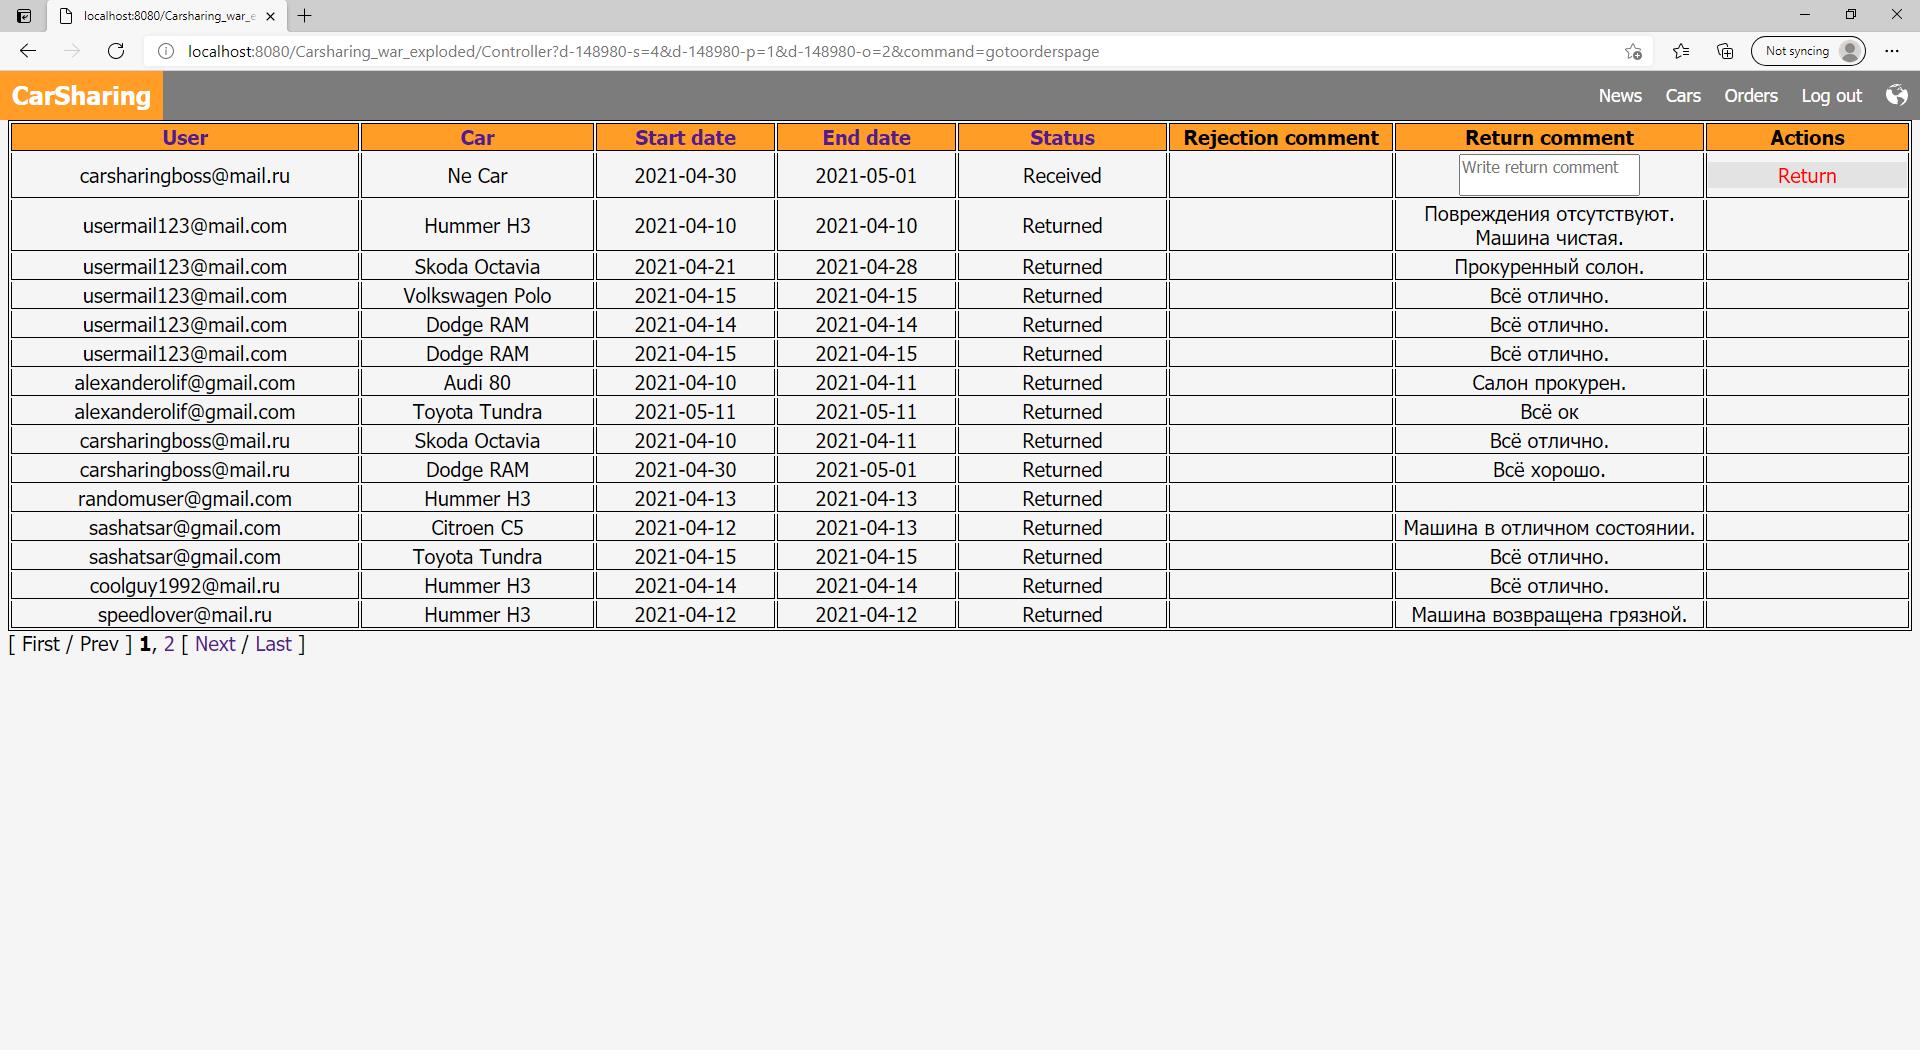 localhost:8080/Carsharing_war_e
localhost:8080/Carsharing_war_exploded/Controller?d-148980-s=4&d-148980-p=1&d-148980-o=2&command=gotoorderspage
Not syncing
CarSharing News Cars Orders Log out
User Car Start date End date Status Rejection comment Return comment Actions
carsharingboss@mail.ru Ne Car 2021-04-30 2021-05-01 Received Write return comment Return
usermail123@mail.com Hummer H3 2021-04-10 2021-04-10 Returned Повреждения отсутствуют.
Машина чистая.
usermail123@mail.com Skoda Octavia 2021-04-21 2021-04-28 Returned Прокуренный солон.
usermail123@mail.com Volkswagen Polo 2021-04-15 2021-04-15 Returned Всё отлично.
usermail123@mail.com Dodge RAM 2021-04-14 2021-04-14 Returned Всё отлично.
usermail123@mail.com Dodge RAM 2021-04-15 2021-04-15 Returned Всё отлично.
alexanderolif@gmail.com Audi 80 2021-04-10 2021-04-11 Returned Салон прокурен.
alexanderolif@gmail.com Toyota Tundra 2021-05-11 2021-05-11 Returned Всё ок
carsharingboss@mail.ru Skoda Octavia 2021-04-10 2021-04-11 Returned Всё отлично.
carsharingboss@mail.ru Dodge RAM 2021-04-30 2021-05-01 Returned Всё хорошо.
randomuser@gmail.com Hummer H3 2021-04-13 2021-04-13 Returned
sashatsar@gmail.com Citroen C5 2021-04-12 2021-04-13 Returned Машина в отличном состоянии.
sashatsar@gmail.com Toyota Tundra 2021-04-15 2021-04-15 Returned Всё отлично.
coolguy1992@mail.ru Hummer H3 2021-04-14 2021-04-14 Returned Всё отлично.
speedlover@mail.ru Hummer H3 2021-04-12 2021-04-12 Returned Машина возвращена грязной.
[ First / Prev ] 1, 2 [ Next / Last ]